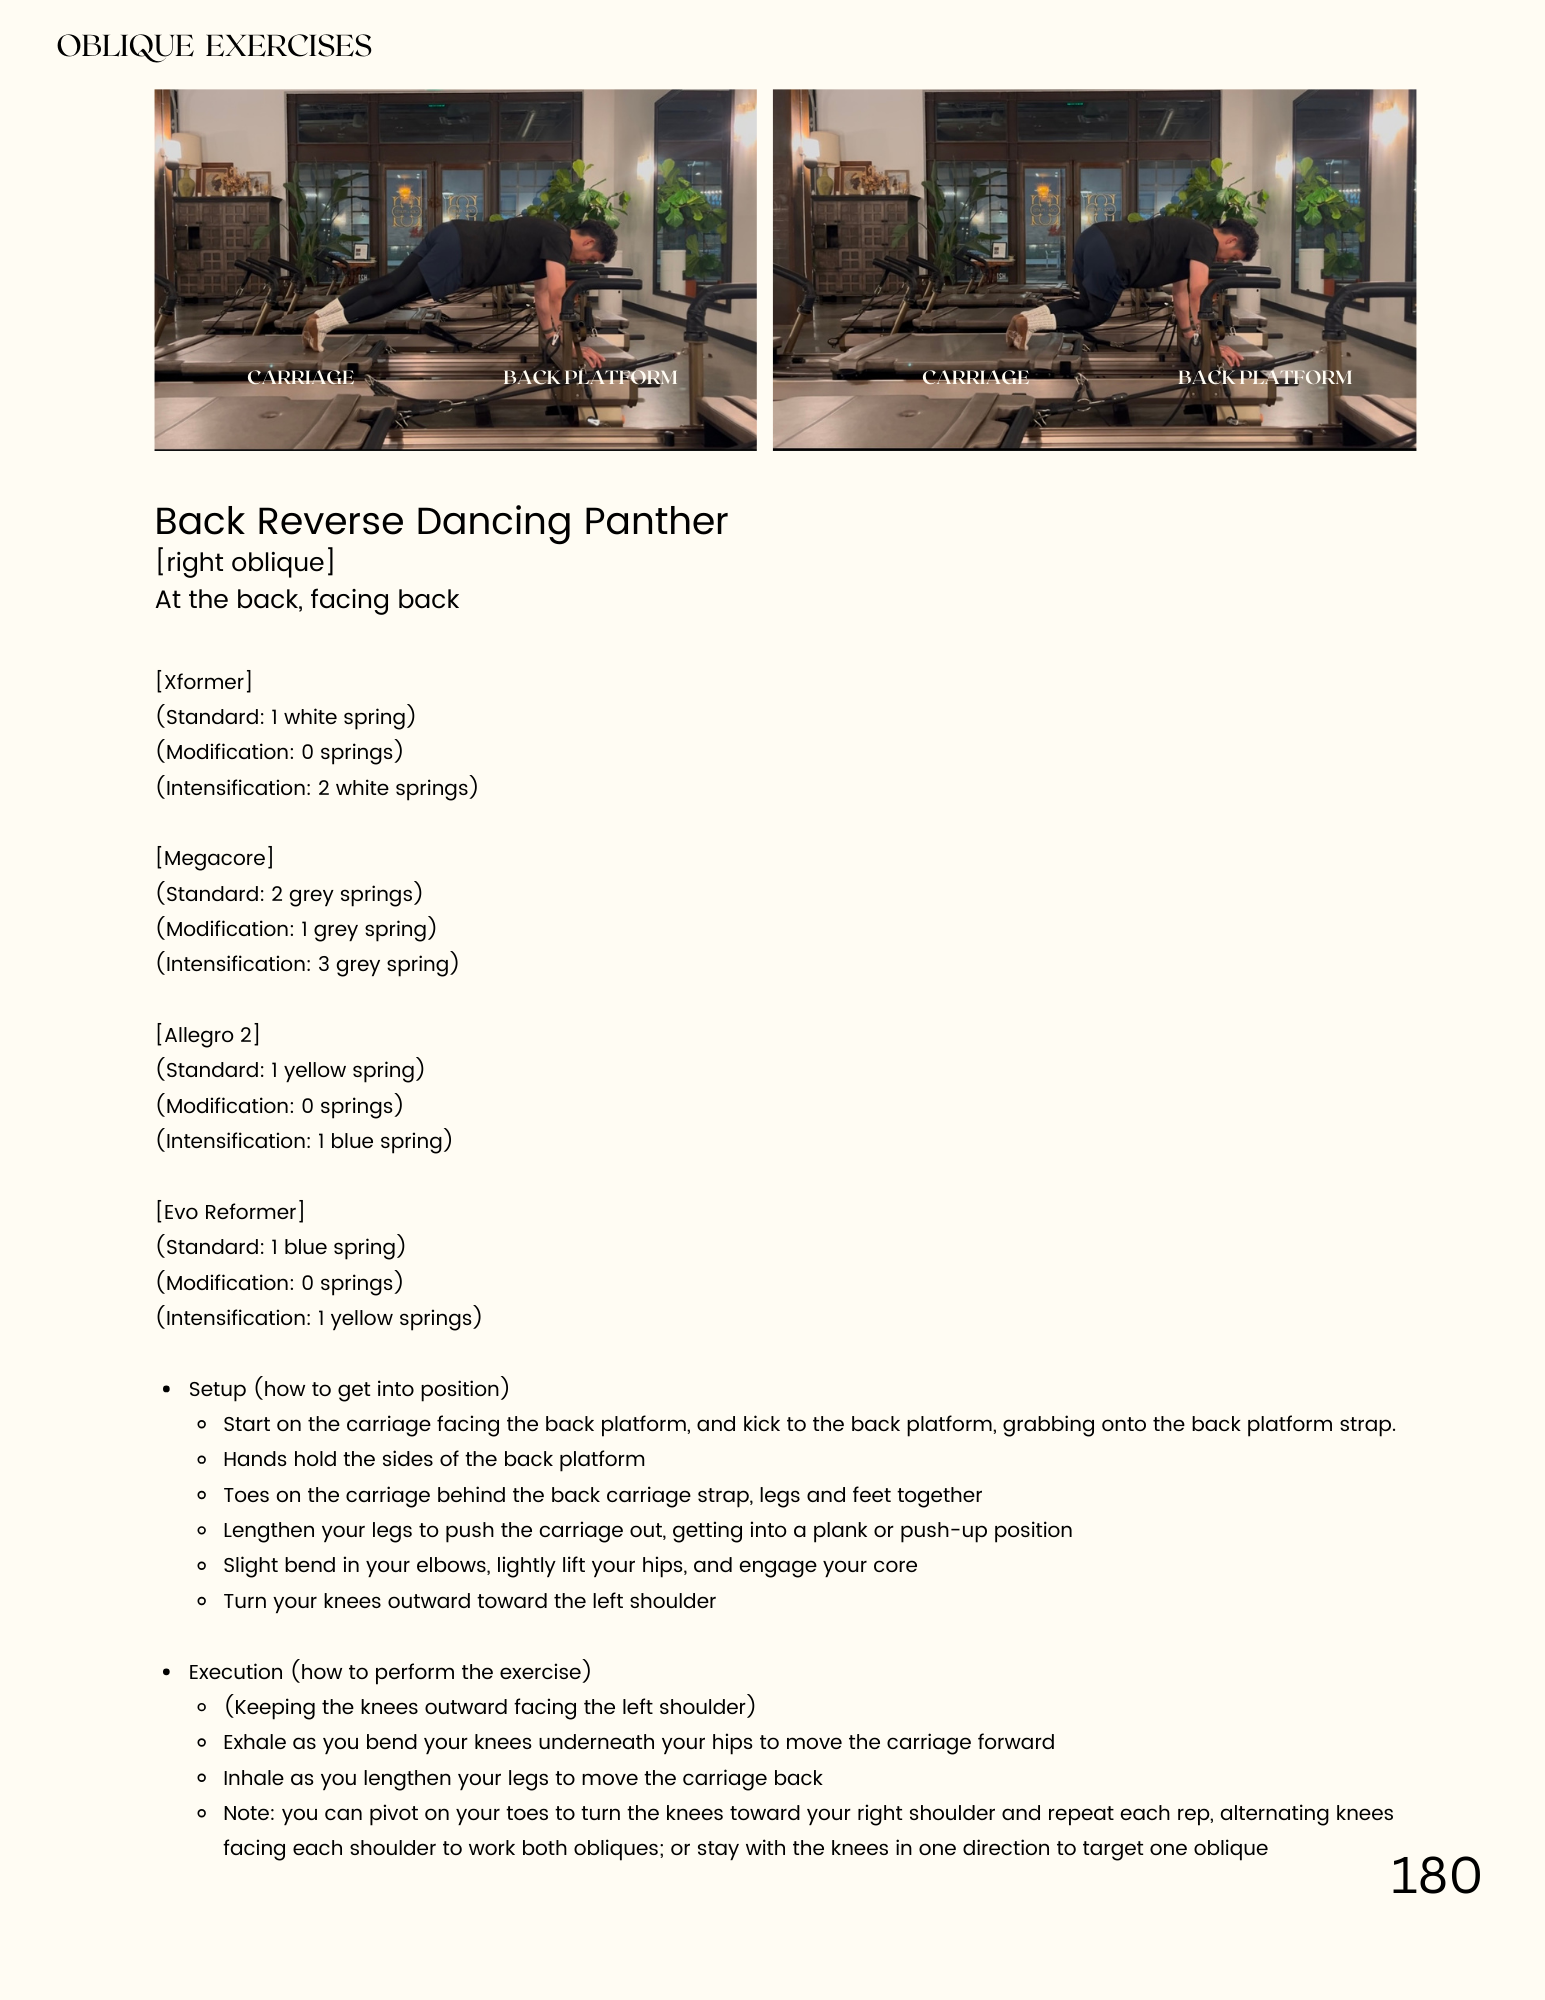 OBLIQUE EXERCISES
CARRIAGE
BACK PLATFORM
CARRIAGE
BACK PLATFORM
Back Reverse Dancing Panther
[right oblique]
At the back, facing back
[Xformer]
(Standard: 1 white spring)
(Modification: 0 springs)
(Intensification: 2 white springs)
[Megacore]
(Standard: 2 grey springs)
(Modification: 1 grey spring)
(Intensification: 3 grey spring)
[Allegro 2]
(Standard: 1 yellow spring)
(Modification: 0 springs)
(Intensification: 1 blue spring)
[Evo Reformer]
(Standard: 1 blue spring)
(Modification: 0 springs)
(Intensification: 1 yellow springs)
• Setup (how to get into position)
◦ Start on the carriage facing the back platform, and kick to the back platform, grabbing onto the back platform strap.
◦ Hands hold the sides of the back platform
◦ Toes on the carriage behind the back carriage strap, legs and feet together
◦ Lengthen your legs to push the carriage out, getting into a plank or push-up position
◦ Slight bend in your elbows, lightly lift your hips, and engage your core
◦ Turn your knees outward toward the left shoulder
• Execution (how to perform the exercise)
◦ (Keeping the knees outward facing the left shoulder)
◦ Exhale as you bend your knees underneath your hips to move the carriage forward
◦ Inhale as you lengthen your legs to move the carriage back
◦ Note: you can pivot on your toes to turn the knees toward your right shoulder and repeat each rep, alternating knees
facing each shoulder to work both obliques; or stay with the knees in one direction to target one oblique
180